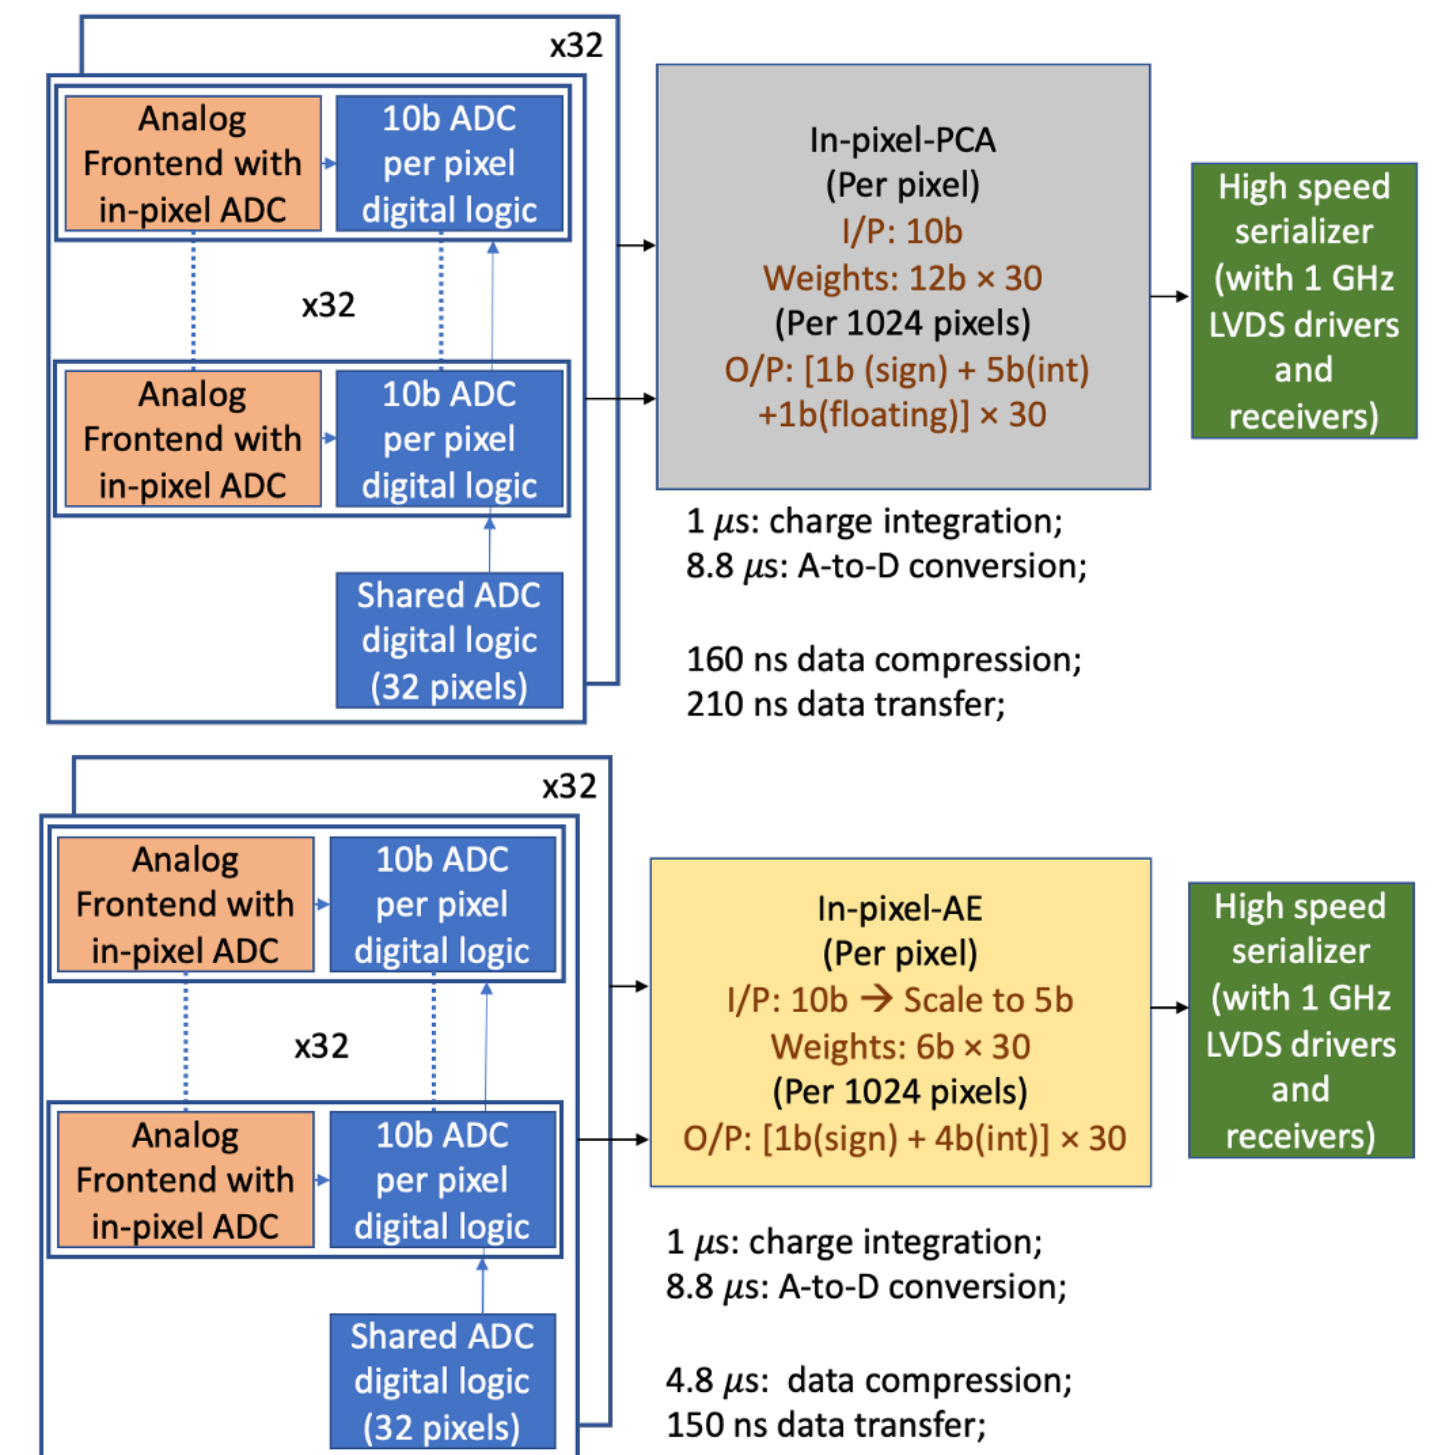 x32
Analog
Frontend with
in-pixel ADC
10b ADC
per pixel
digital logic
x32
Analog
Frontend with
in-pixel ADC
10b ADC
per pixel
digital logic
Shared ADC
digital logic
(32 pixels)
In-pixel-PCA
(Per pixel)
I/P: 10b
Weights: 12b × 30
(Per 1024 pixels)
O/P: [1b (sign) + 5b(int)
+1b(floating)] × 30
High speed
serializer
(with 1 GHz
LVDS drivers
and
receivers)
1 μs: charge integration;
8.8 μs: A-to-D conversion;
160 ns data compression;
210 ns data transfer;
x32
Analog
Frontend with
in-pixel ADC
10b ADC
per pixel
digital logic
x32
Analog
Frontend with
in-pixel ADC
10b ADC
per pixel
digital logic
Shared ADC
digital logic
(32 pixels)
In-pixel-AE
(Per pixel)
I/P: 10b → Scale to 5b
Weights: 6b × 30
(Per 1024 pixels)
O/P: [1b(sign) + 4b(int)] × 30
High speed
serializer
(with 1 GHz
LVDS drivers
and
receivers)
1 μs: charge integration;
8.8 μs: A-to-D conversion;
4.8 μs: data compression;
150 ns data transfer;